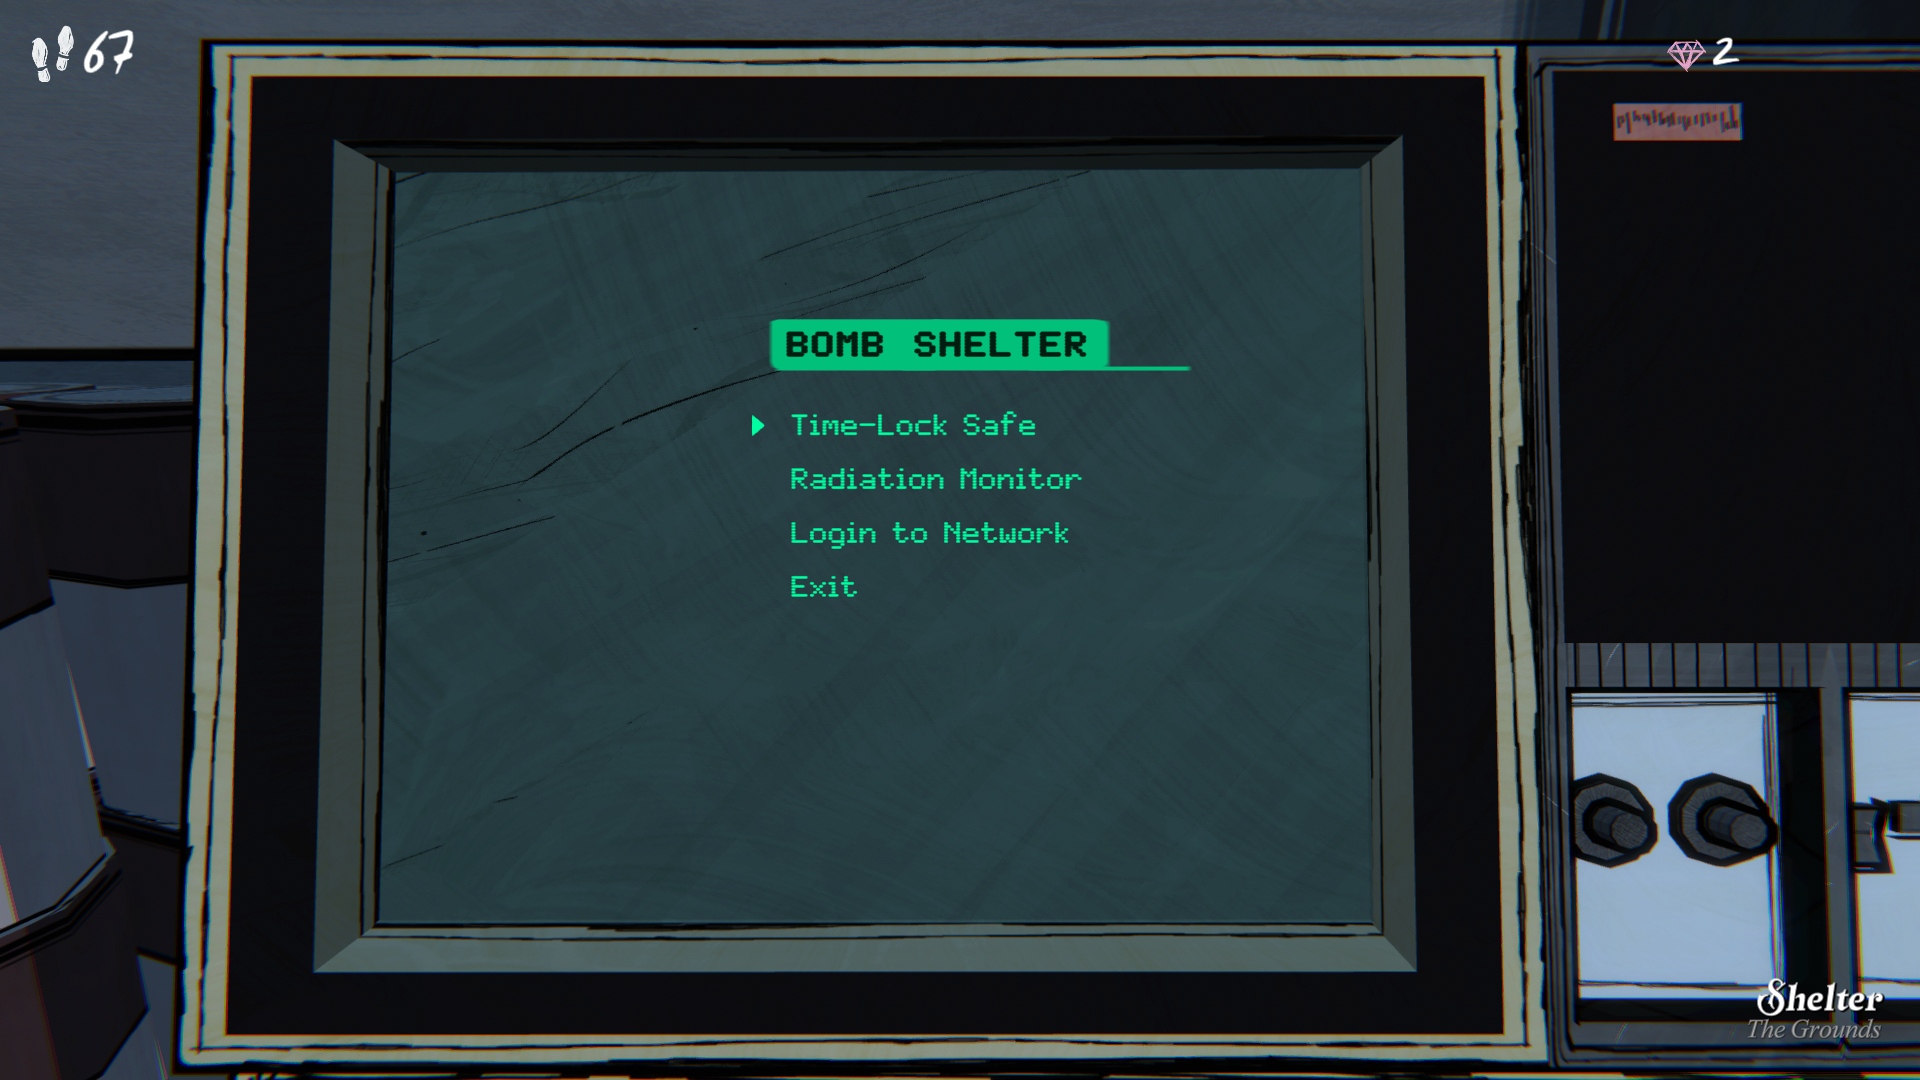 67
2
BOMB SHELTER
Time-Lock Safe
Radiation Monitor
Login to Network
Exit
Shelter
The Grounds